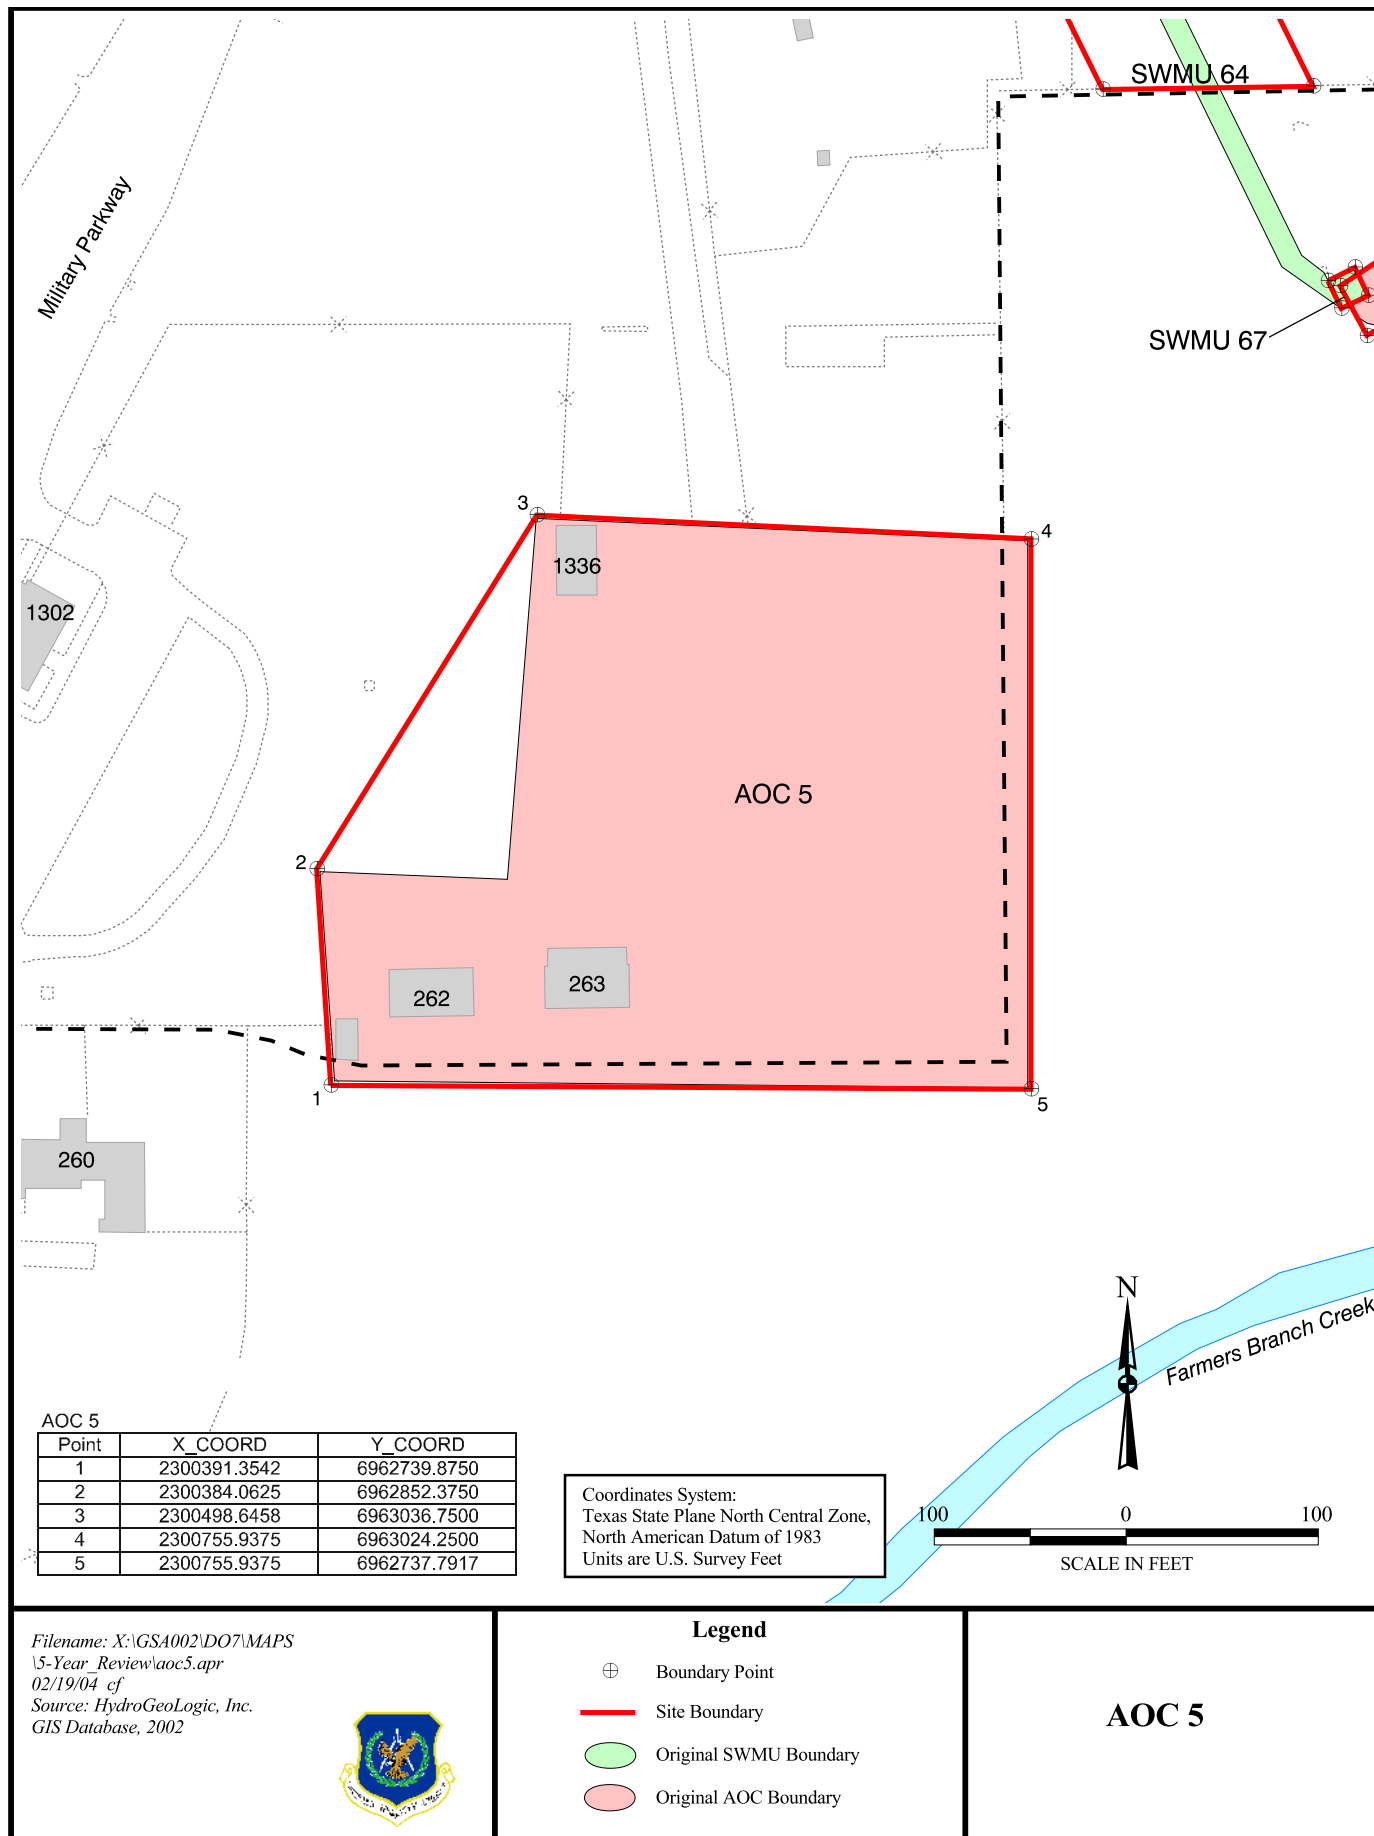 SWMU 64
Military Parkway
SWMU 67
3
4
1336
1302
AOC 5
2
262
263
1
5
260
N
Farmers Branch Creek
AOC 5
Point X_COORD Y_COORD
1 2300391.3542 6962739.8750
2 2300384.0625 6962852.3750
3 2300498.6458 6963036.7500
4 2300755.9375 6963024.2500
5 2300755.9375 6962737.7917
Coordinates System:
Texas State Plane North Central Zone,
North American Datum of 1983
Units are U.S. Survey Feet
100 0 100
SCALE IN FEET
Filename: X:\GSA002\DO7\MAPS
\5-Year_Review\aoc5.apr
02/19/04 cf
Source: HydroGeoLogic, Inc.
GIS Database, 2002
Legend
Boundary Point
Site Boundary
Original SWMU Boundary
Original AOC Boundary
AOC 5